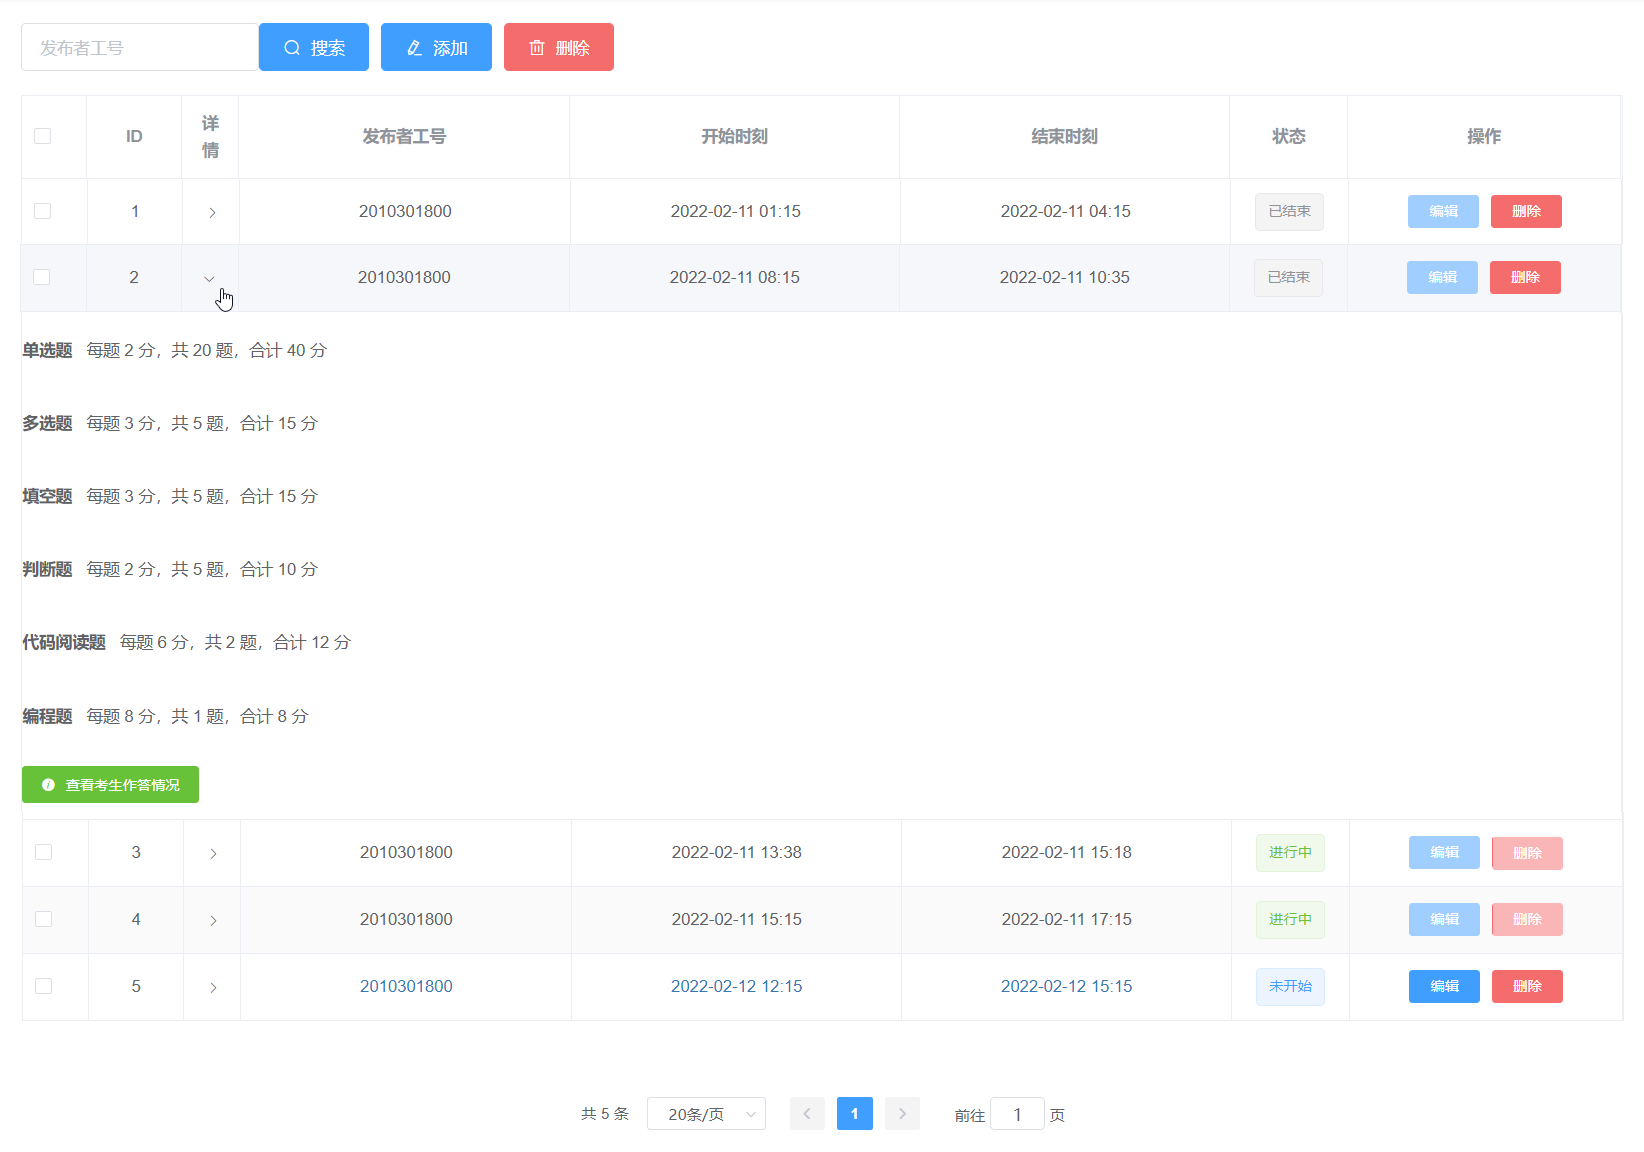 发布者工号 搜索 添加 删除
ID 详情 发布者工号 开始时刻 结束时刻 状态 操作
1 2010301800 2022-02-11 01:15 2022-02-11 04:15 已结束 编辑 删除
2 2010301800 2022-02-11 08:15 2022-02-11 10:35 已结束 编辑 删除
单选题 每题 2 分，共 20 题，合计 40 分
多选题 每题 3 分，共 5 题，合计 15 分
填空题 每题 3 分，共 5 题，合计 15 分
判断题 每题 2 分，共 5 题，合计 10 分
代码阅读题 每题 6 分，共 2 题，合计 12 分
编程题 每题 8 分，共 1 题，合计 8 分
查看考生作答情况
3 2010301800 2022-02-11 13:38 2022-02-11 15:18 进行中 编辑 删除
4 2010301800 2022-02-11 15:15 2022-02-11 17:15 进行中 编辑 删除
5 2010301800 2022-02-12 12:15 2022-02-12 15:15 未开始 编辑 删除
共 5 条 20条/页 1 前往 1 页